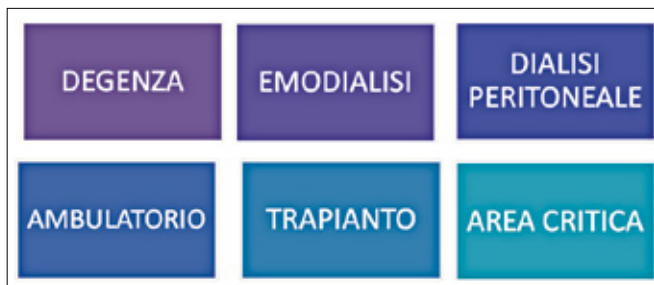 DEGENZA
EMODIALISI
DIALISI
PERITONEALE
AMBULATORIO
TRAPIANTO
AREA CRITICA